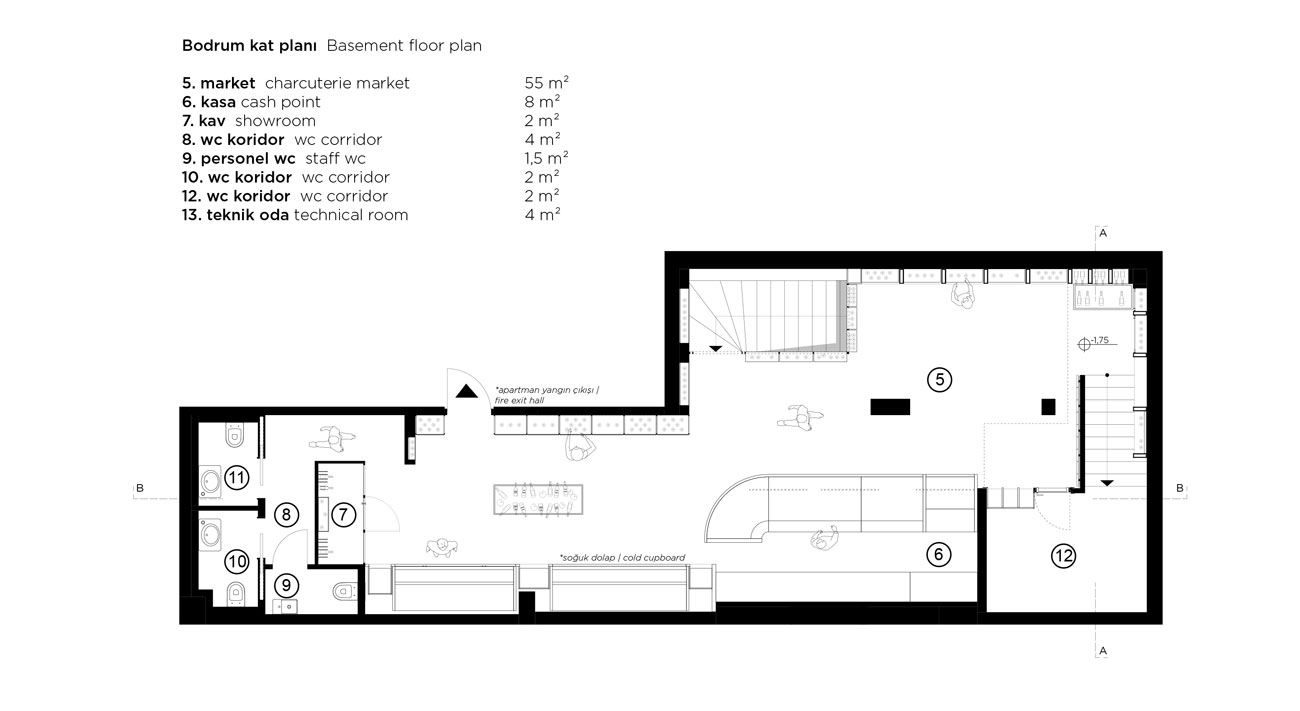 Bodrum kat planı Basement floor plan
5. market charcuterie market 55 m²
6. kasa cash point 8 m²
7. kav showroom 2 m²
8. wc koridor wc corridor 4 m²
9. personel wc staff wc 1,5 m²
10. wc koridor wc corridor 2 m²
12. wc koridor wc corridor 2 m²
13. teknik oda technical room 4 m²
A
-1,75
5
*apartman yangın çıkışı |
fire exit hall
11
B
B
8
7
10
9
*soğuk dolap | cold cupboard
6
12
A